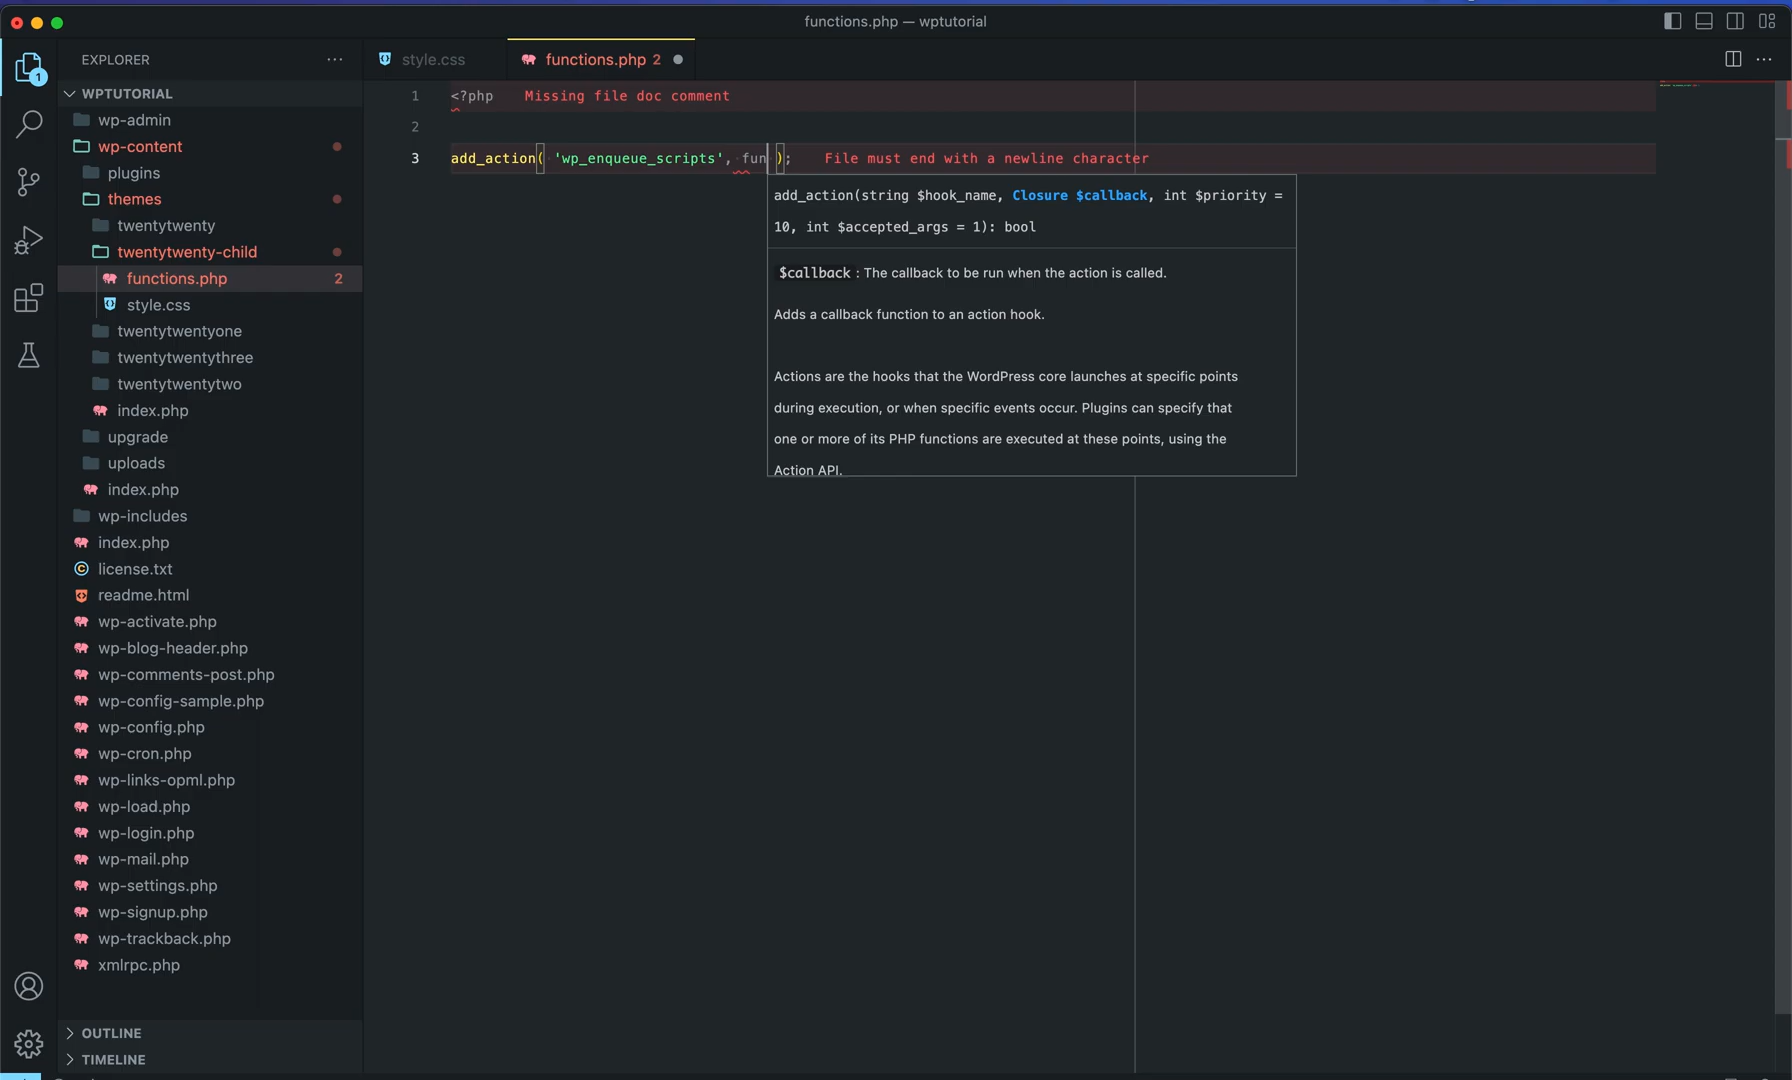 functions.php — wptutorial
EXPLORER
WPTUTORIAL
wp-admin
wp-content
plugins
themes
twentytwenty
twentytwenty-child
functions.php 2
style.css
twentytwentyone
twentytwentythree
twentytwentytwo
index.php
upgrade
uploads
index.php
wp-includes
index.php
license.txt
readme.html
wp-activate.php
wp-blog-header.php
wp-comments-post.php
wp-config-sample.php
wp-config.php
wp-cron.php
wp-links-opml.php
wp-load.php
wp-login.php
wp-mail.php
wp-settings.php
wp-signup.php
wp-trackback.php
xmlrpc.php
OUTLINE
TIMELINE
1
style.css
functions.php 2
1 <?php Missing file doc comment
2
3 add_action( 'wp_enqueue_scripts', fun ); File must end with a newline character
add_action(string $hook_name, Closure $callback, int $priority =
10, int $accepted_args = 1): bool
$callback: The callback to be run when the action is called.
Adds a callback function to an action hook.
Actions are the hooks that the WordPress core launches at specific points
during execution, or when specific events occur. Plugins can specify that
one or more of its PHP functions are executed at these points, using the
Action API.